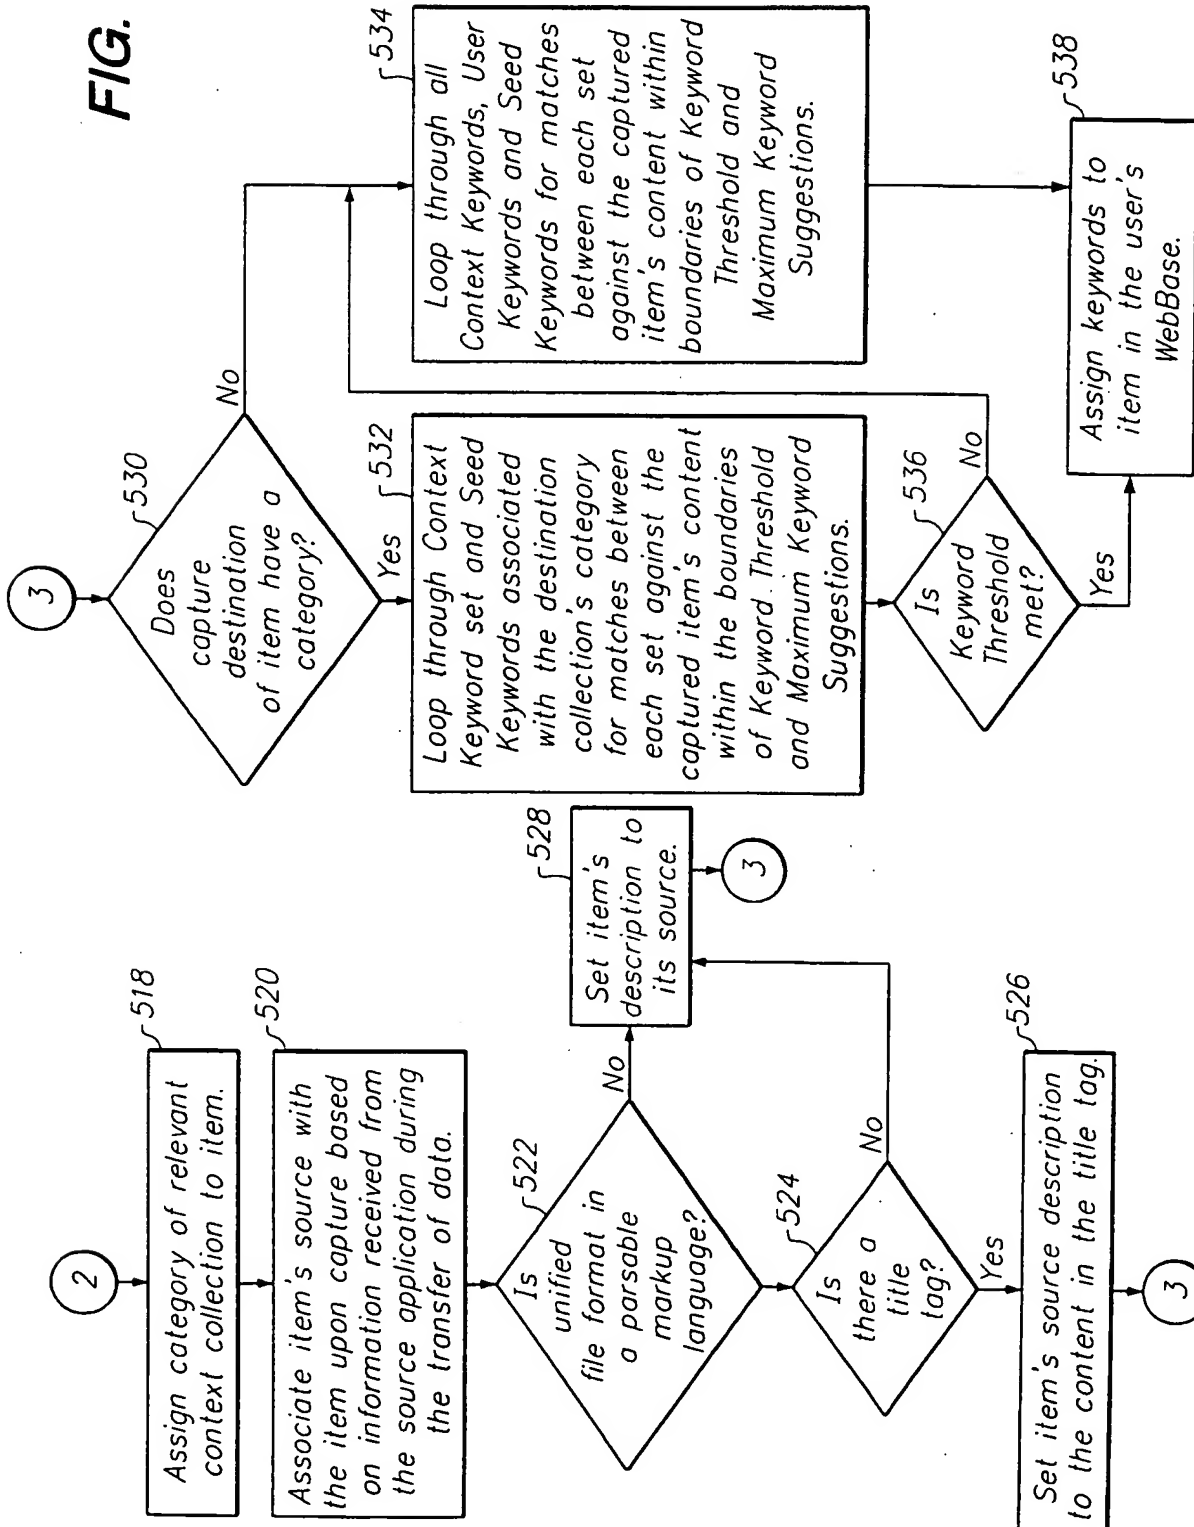 FIG.
2
518
Assign category of relevant
context collection to item.
520
Associate item's source with
the item upon capture based
on information received from
the source application during
the transfer of data.
522
Is
unified
file format in
a parsable
markup
language?
No
528
Set item's
description to
its source.
3
524
Is
there a
title
tag?
No
Yes
526
Set item's source description
to the content in the title tag.
3
3
530
Does
capture
destination
of item have a
category?
No
Yes
532
Loop through Context
Keyword set and Seed
Keywords associated
with the destination
collection's category
for matches between
each set against the
captured item's content
within the boundaries
of Keyword Threshold
and Maximum Keyword
Suggestions.
534
Loop through all
Context Keywords, User
Keywords and Seed
Keywords for matches
between each set
against the captured
item's content within
boundaries of Keyword
Threshold and
Maximum Keyword
Suggestions.
536
Is
Keyword
Threshold
met?
No
Yes
538
Assign keywords to
item in the user's
WebBase.